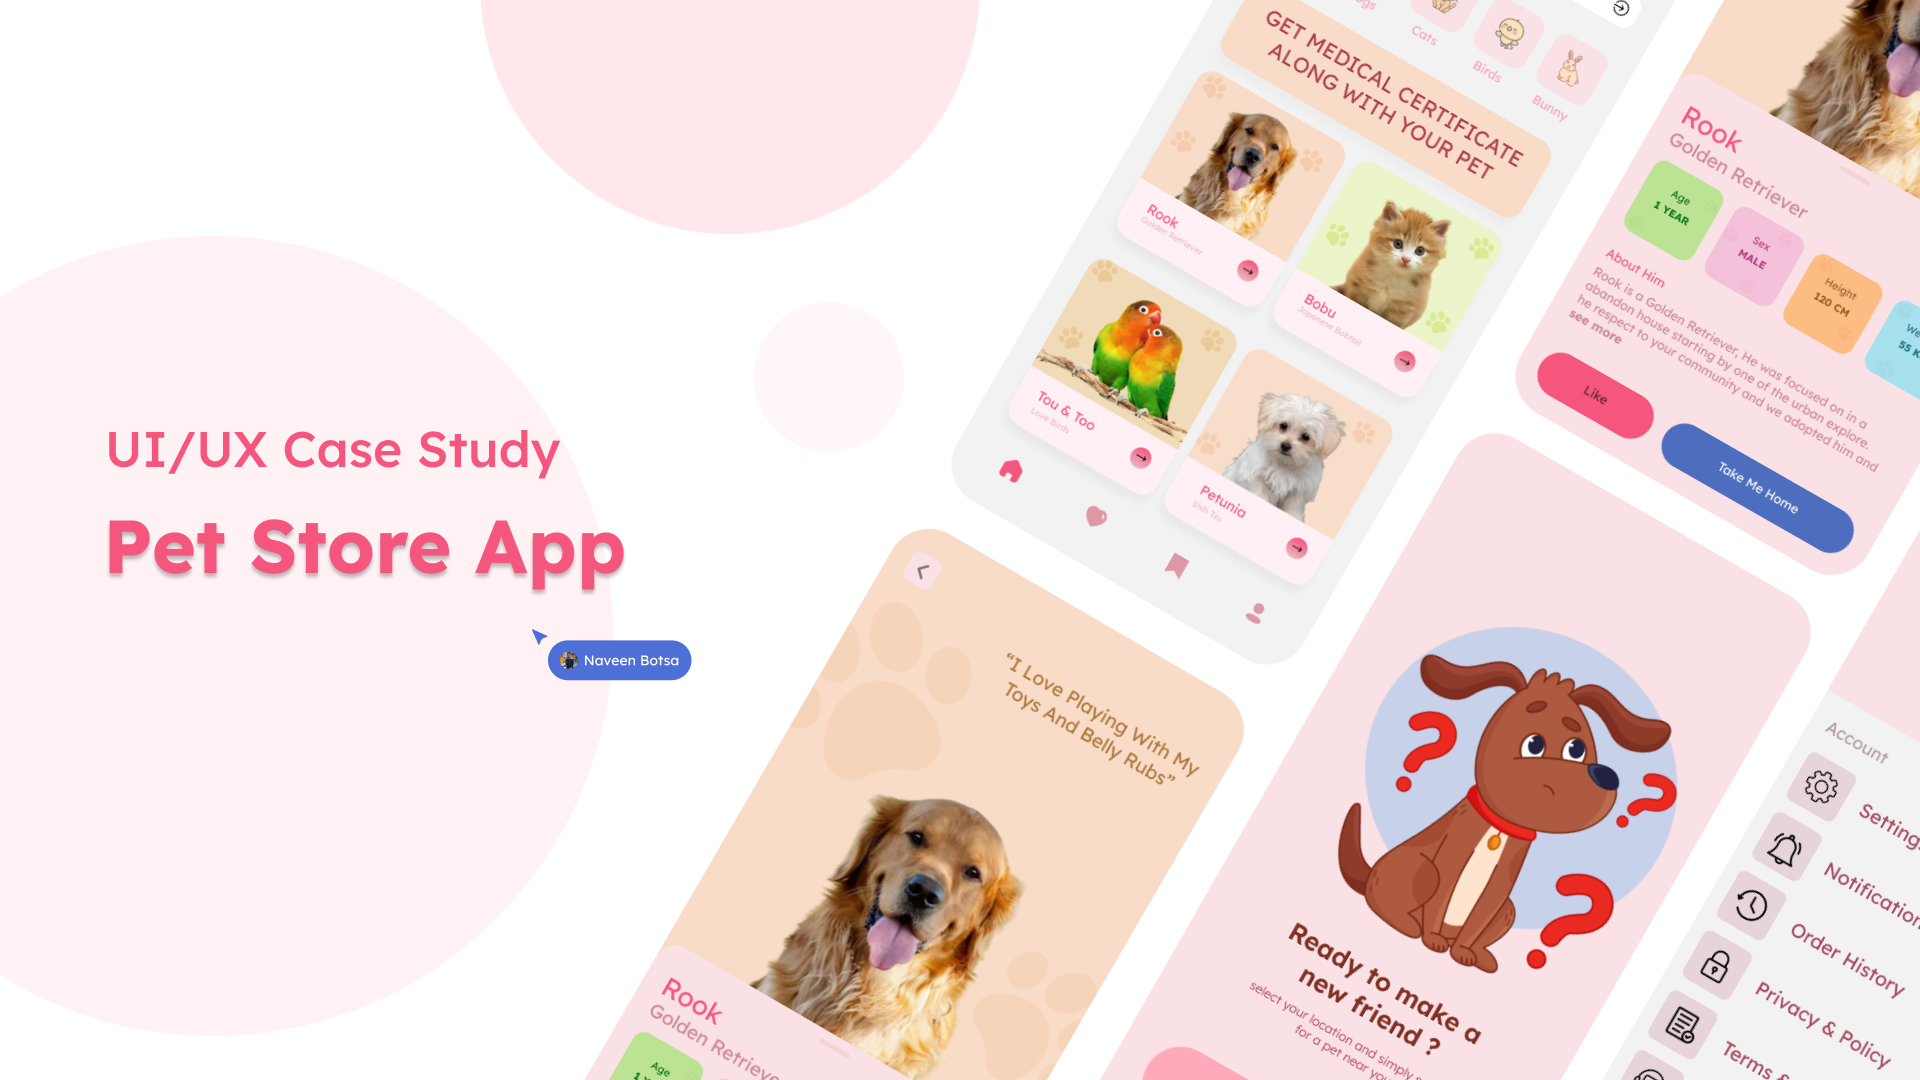 UI/UX Case Study
Pet Store App
Naveen Botsa
Cats
Birds
Bunny
GET MEDICAL CERTIFICATE
ALONG WITH YOUR PET
Rook
Golden Retriever
Bobu
Japaneve Bobtail
Tou & Too
Love Birds
Petunia
Shih Tzu
Rook
Golden Retriever
Age
1 YEAR
Sex
MALE
Height
120 CM
55
About Him
Rook is a Golden Retriever, He was focused on in a
abandon house starting by one of the urban explore.
he respect to your community and we adopted him and
see more
Like
Take Me Home
“I Love Playing With My
Toys And Belly Rubs”
Rook
Golden Retrieve
Age
1
Ready to make a
new friend ?
select your location and simply
for a pet near you
Account
Settings
Notification
Order History
Privacy & Policy
Terms &